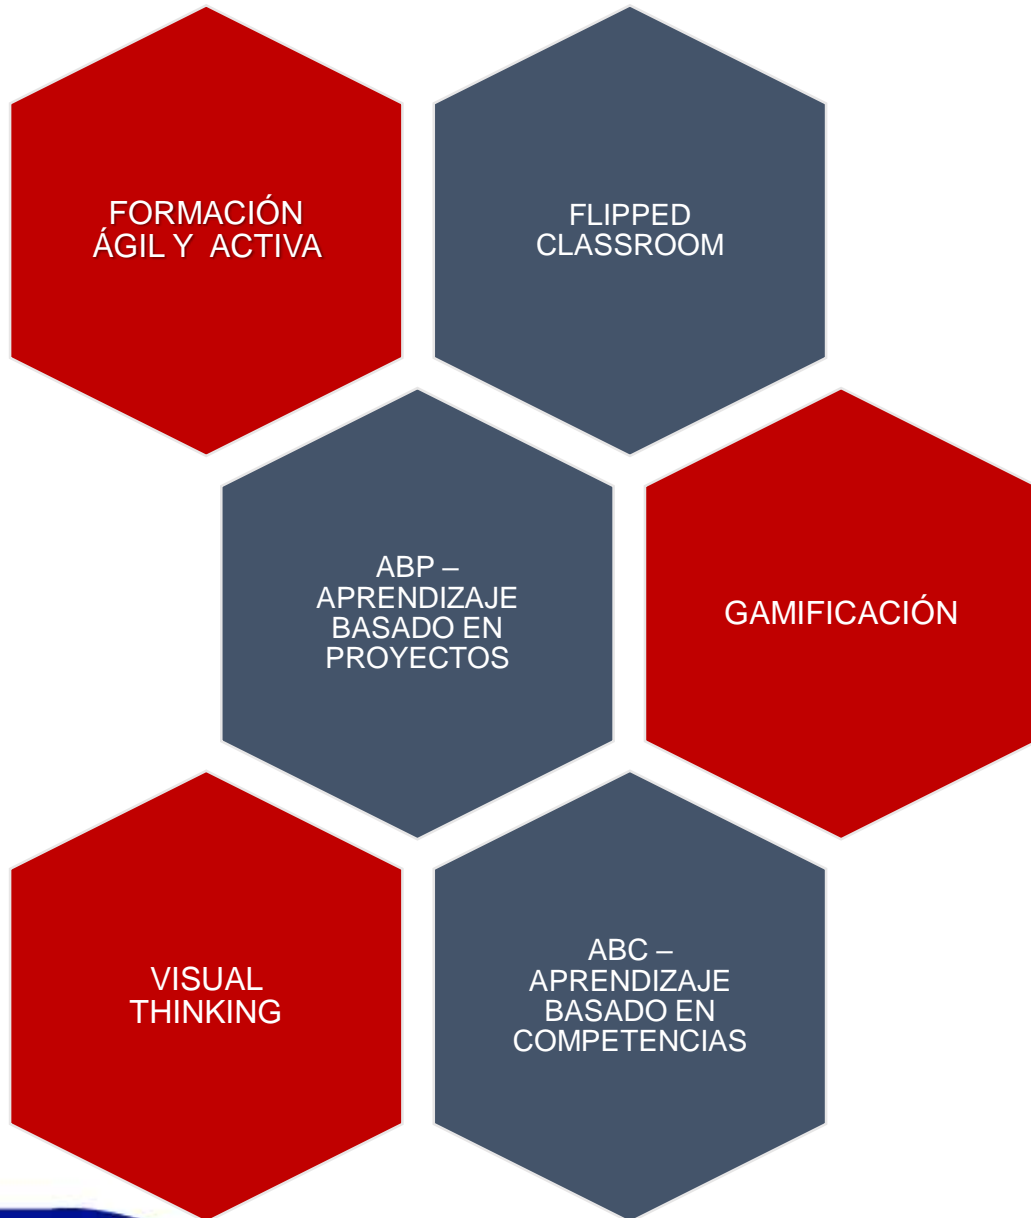 FORMACIÓN
ÁGIL Y ACTIVA
FLIPPED
CLASSROOM
ABP –
APRENDIZAJE
BASADO EN
PROYECTOS
GAMIFICACIÓN
VISUAL
THINKING
ABC –
APRENDIZAJE
BASADO EN
COMPETENCIAS